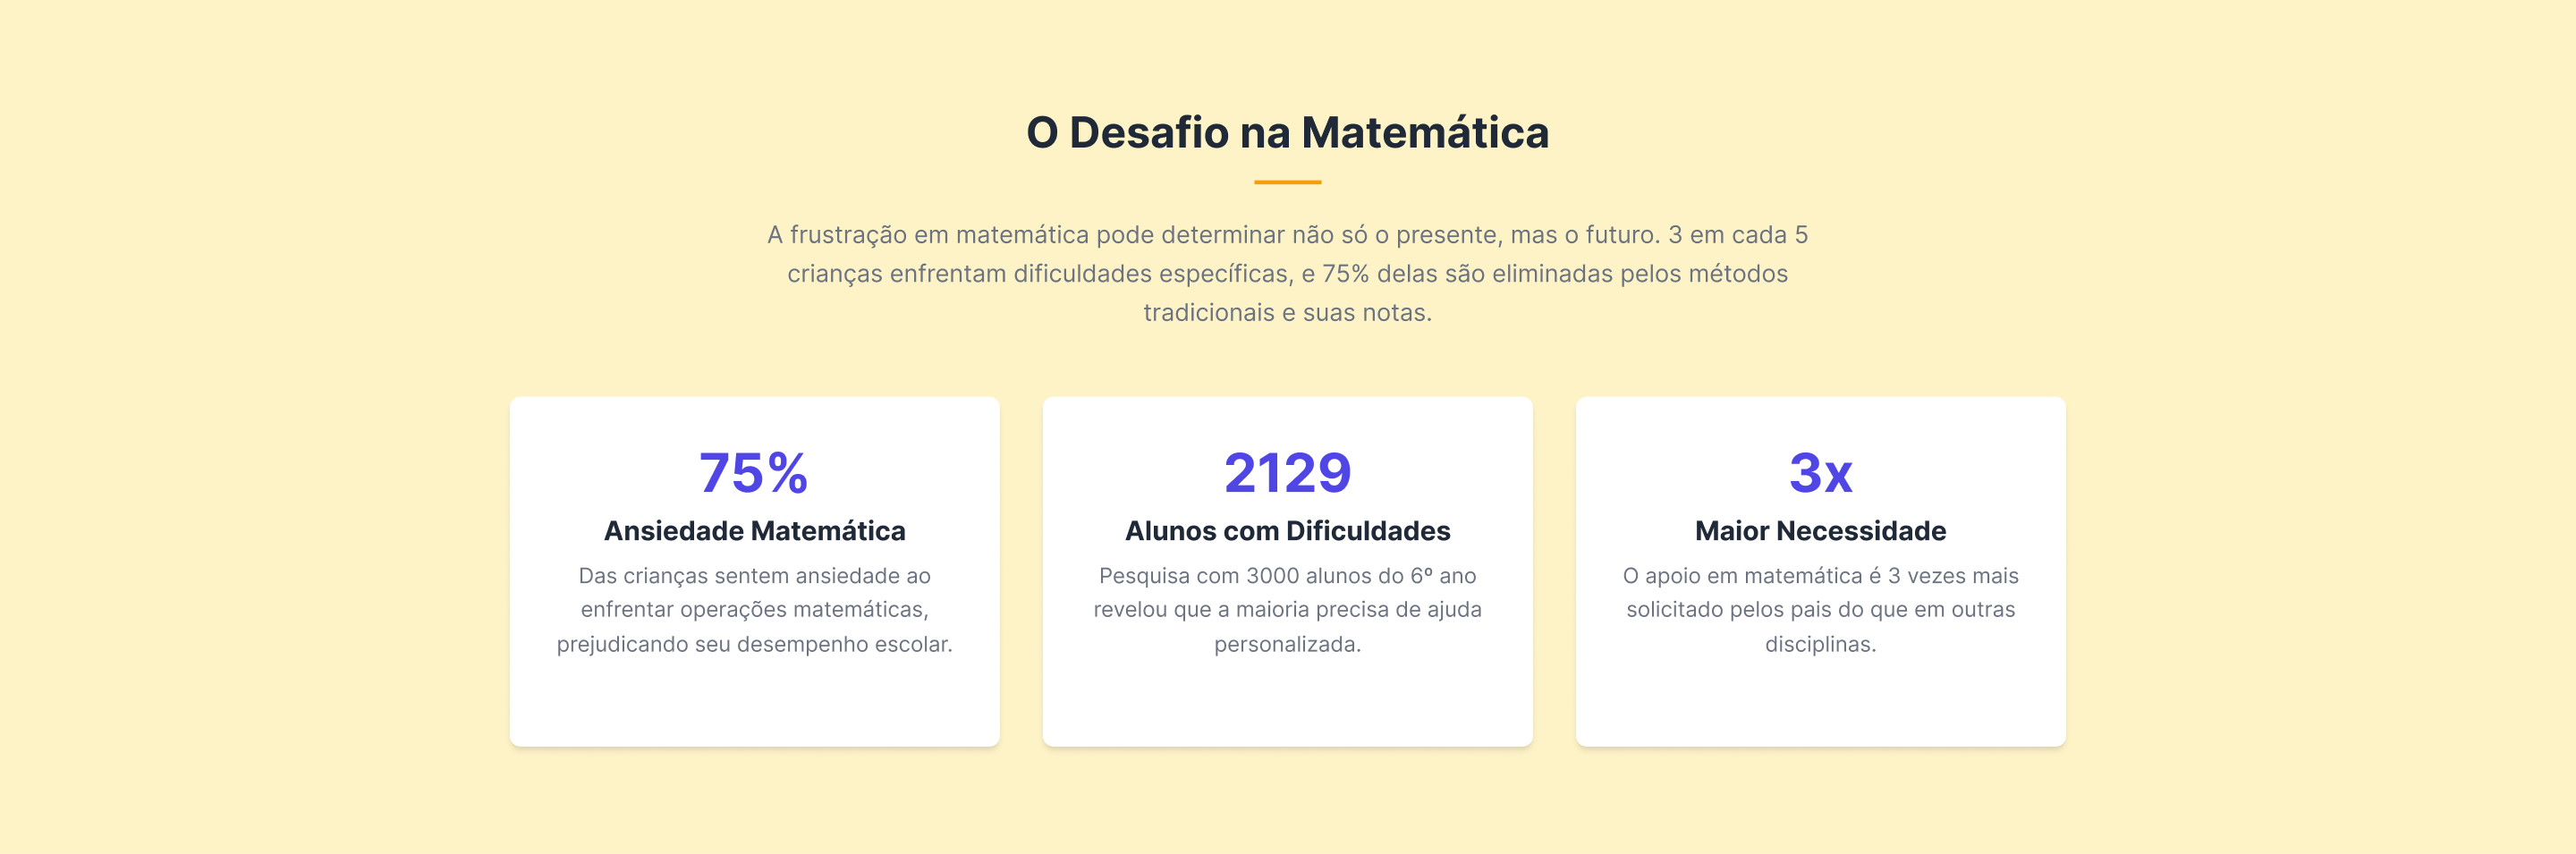 O Desafio na Matemática
A frustração em matemática pode determinar não só o presente, mas o futuro. 3 em cada 5
crianças enfrentam dificuldades específicas, e 75% delas são eliminadas pelos métodos
tradicionais e suas notas.
75%
Ansiedade Matemática
Das crianças sentem ansiedade ao
enfrentar operações matemáticas,
prejudicando seu desempenho escolar.
2129
Alunos com Dificuldades
Pesquisa com 3000 alunos do 6º ano
revelou que a maioria precisa de ajuda
personalizada.
3x
Maior Necessidade
O apoio em matemática é 3 vezes mais
solicitado pelos pais do que em outras
disciplinas.